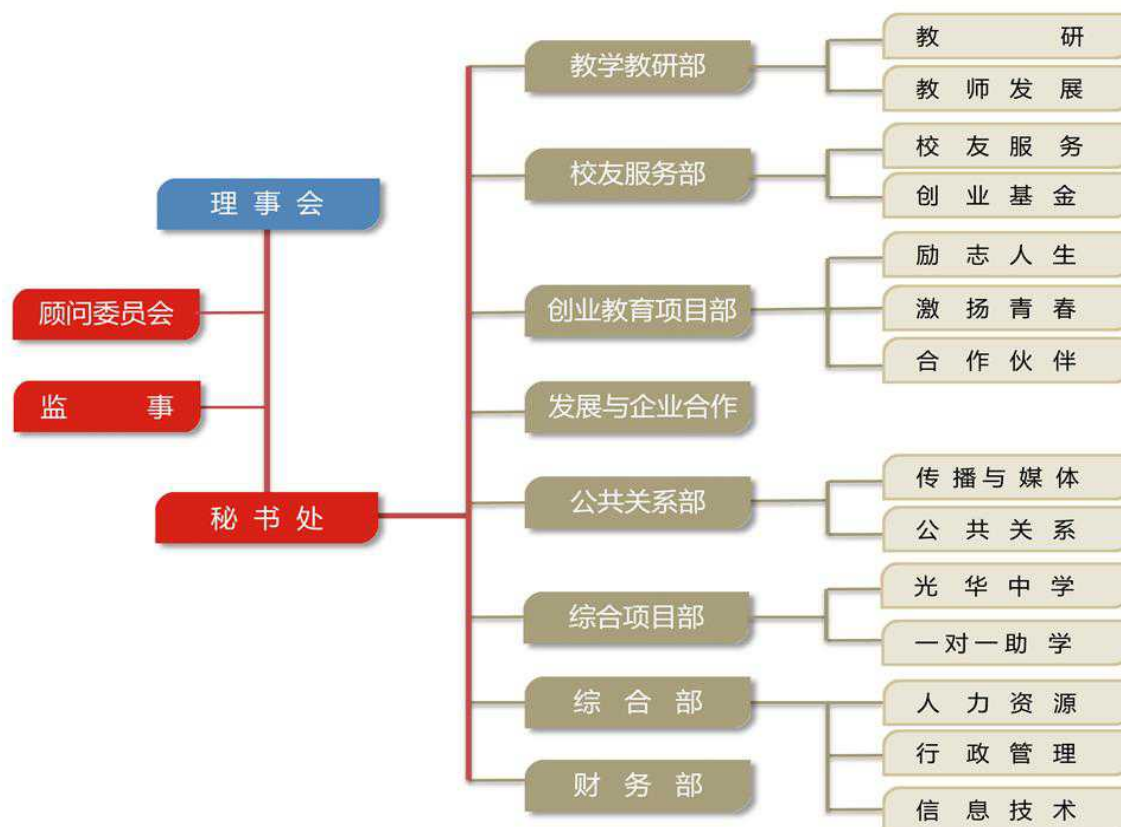 理事会
顾问委员会
监事
秘书处
教学教研部
教研
教师发展
校友服务部
校友服务
创业基金
创业教育项目部
励志人生
激扬青春
合作伙伴
发展与企业合作
公共关系部
传播与媒体
公共关系
综合项目部
光华中学
一对一助学
综合部
人力资源
行政管理
信息技术
财务部